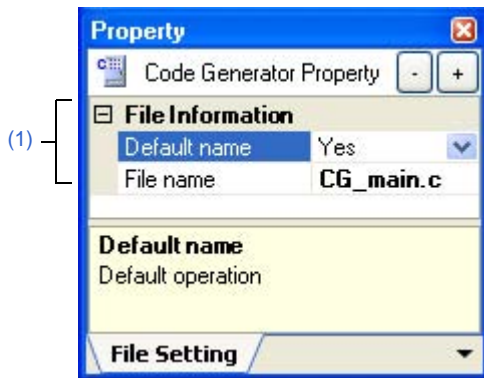 Property
Code Generator Property - +
(1)
File Information
Default name Yes
File name CG_main.c
Default name
Default operation
File Setting